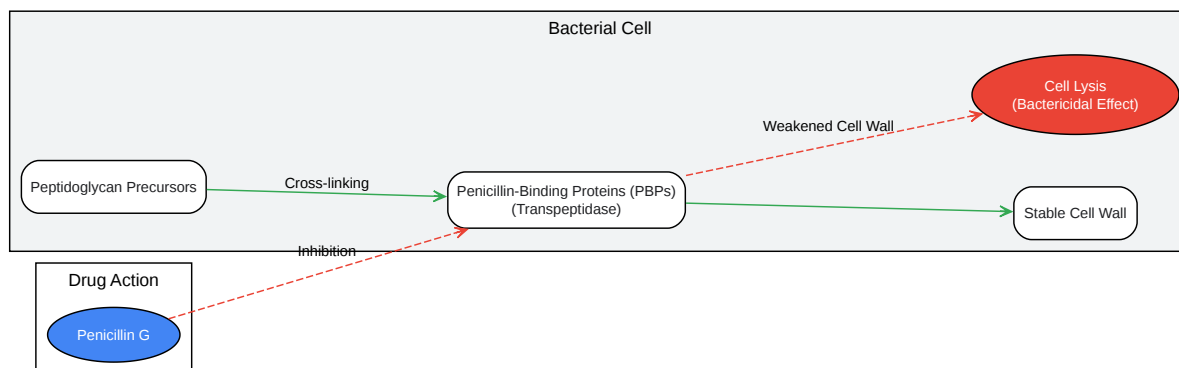 Bacterial Cell
Cell Lysis
(Bactericidal Effect)
Weakened Cell Wall
Peptidoglycan Precursors
Cross-linking
Penicillin-Binding Proteins (PBPs)
(Transpeptidase)
Stable Cell Wall
Inhibition
Drug Action
Penicillin G